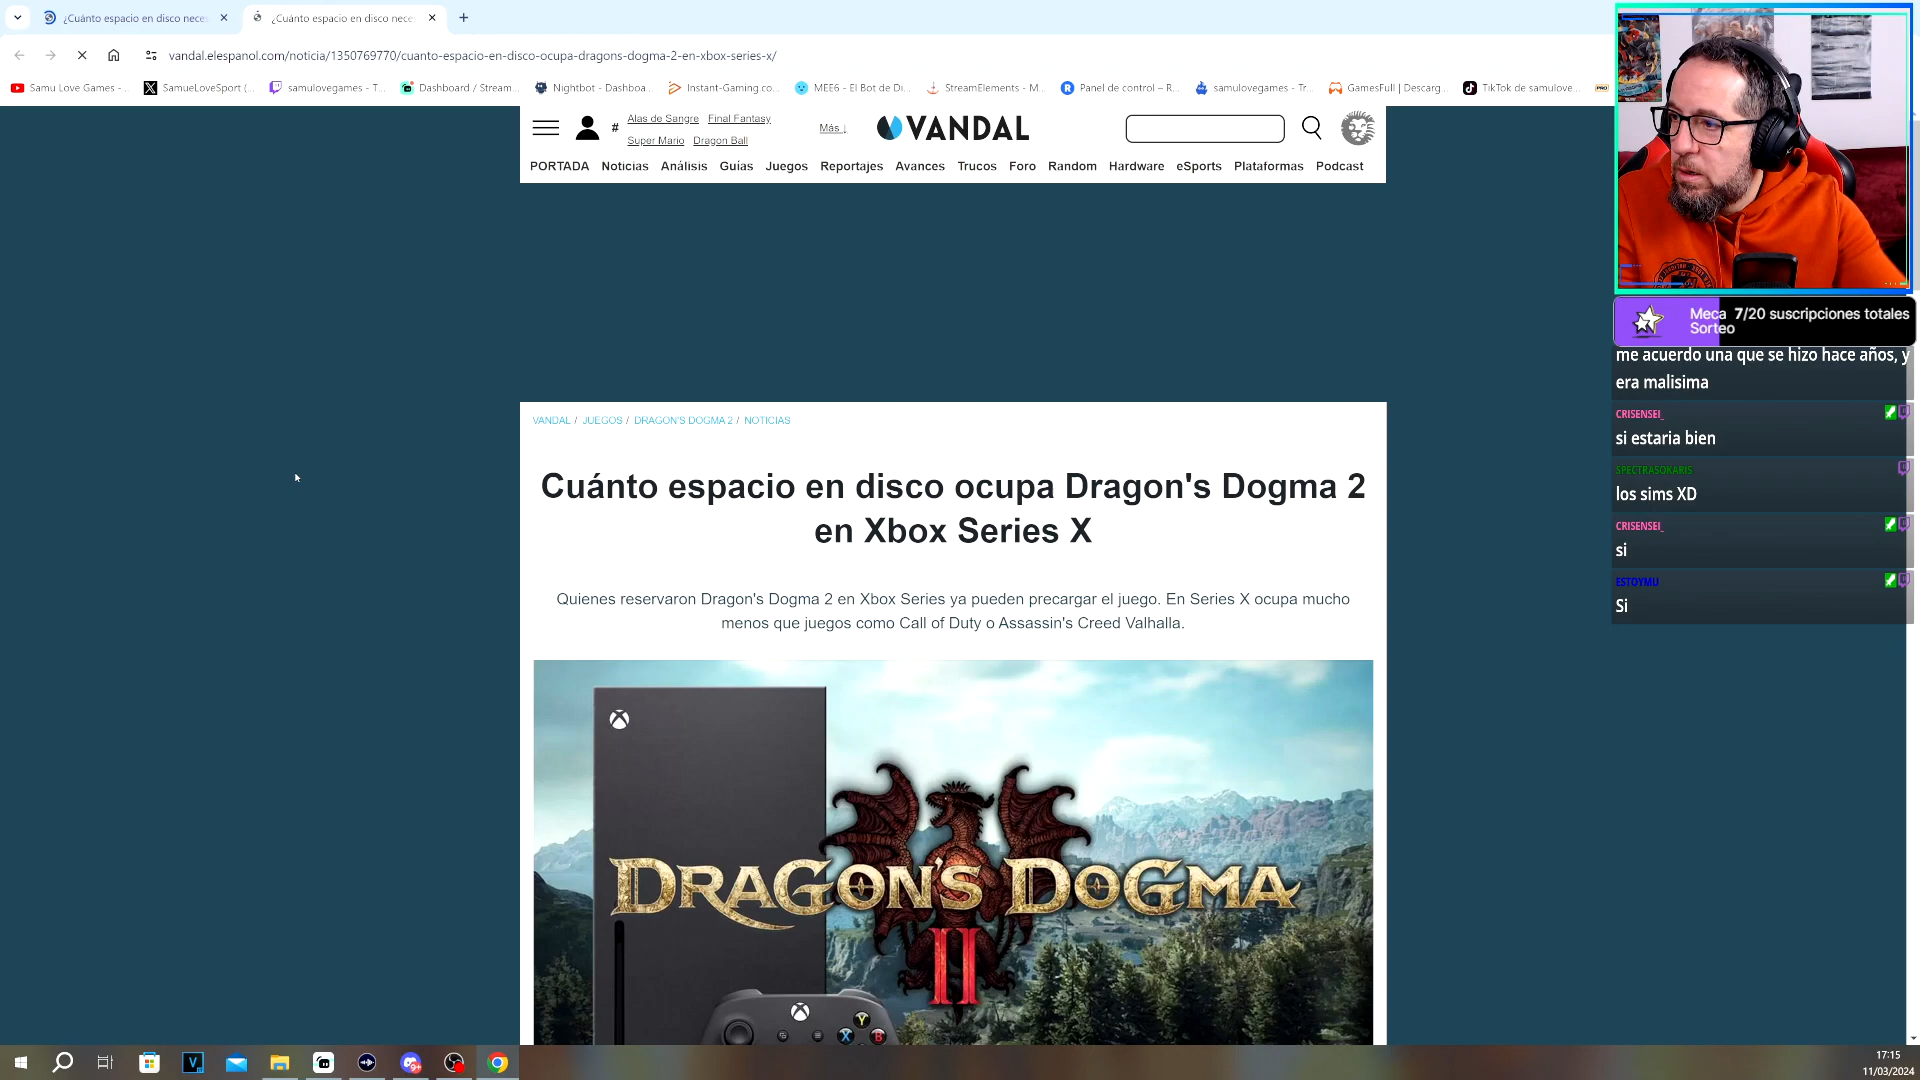 ¿Cuánto espacio en disco nece
¿Cuánto espacio en disco nece
vandal.elespanol.com/noticia/1350769770/cuanto-espacio-en-disco-ocupa-dragons-dogma-2-en-xbox-series-x/
Samu Love Games -...
SamueLoveSport (...
samulovegames - T...
Dashboard / Stream...
Nightbot - Dashboa...
Instant-Gaming.co...
MEE6 - El Bot de Di...
StreamElements - M...
Panel de control – R...
samulovegames - Tr...
GamesFull | Descarg...
TikTok de samulove...
PRO
# Alas de Sangre Final Fantasy
Super Mario Dragon Ball
Más ↓
VANDAL
PORTADA Noticias Análisis Guías Juegos Reportajes Avances Trucos Foro Random Hardware eSports Plataformas Podcast
VANDAL / JUEGOS / DRAGON'S DOGMA 2 / NOTICIAS
Cuánto espacio en disco ocupa Dragon's Dogma 2
en Xbox Series X
Quienes reservaron Dragon's Dogma 2 en Xbox Series ya pueden precargar el juego. En Series X ocupa mucho
menos que juegos como Call of Duty o Assassin's Creed Valhalla.
DRAGON'S DOGMA
II
Y
X
B
Meca 7/20 suscripciones totales
Sorteo
me acuerdo una que se hizo hace años, y
era malisima
CRISENSEI_
si estaria bien
SPECTRASOKARIS
los sims XD
CRISENSEI_
si
ESTOYMU
Si
V
9+
17:15
11/03/2024